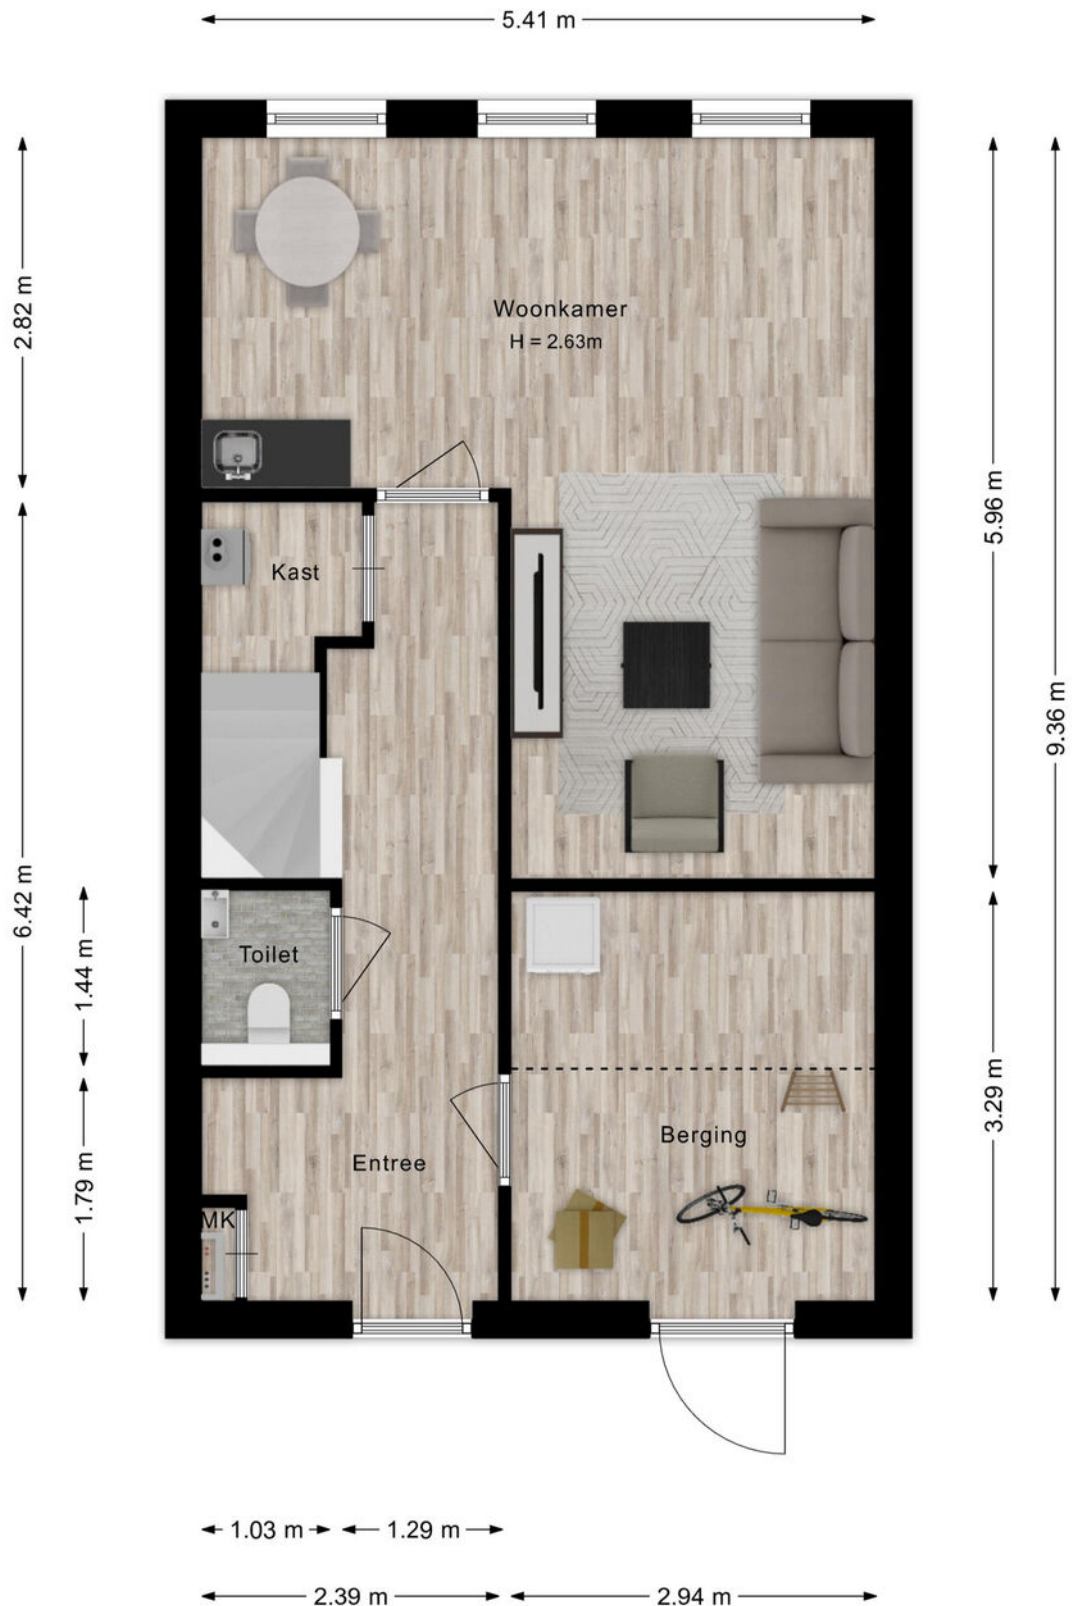 5.41 m
2.82 m
Woonkamer
H = 2.63m
5.96 m
9.36 m
Kast
6.42 m
1.44 m
Toilet
3.29 m
Berging
1.79 m
Entree
MK
1.03 m
1.29 m
2.39 m
2.94 m